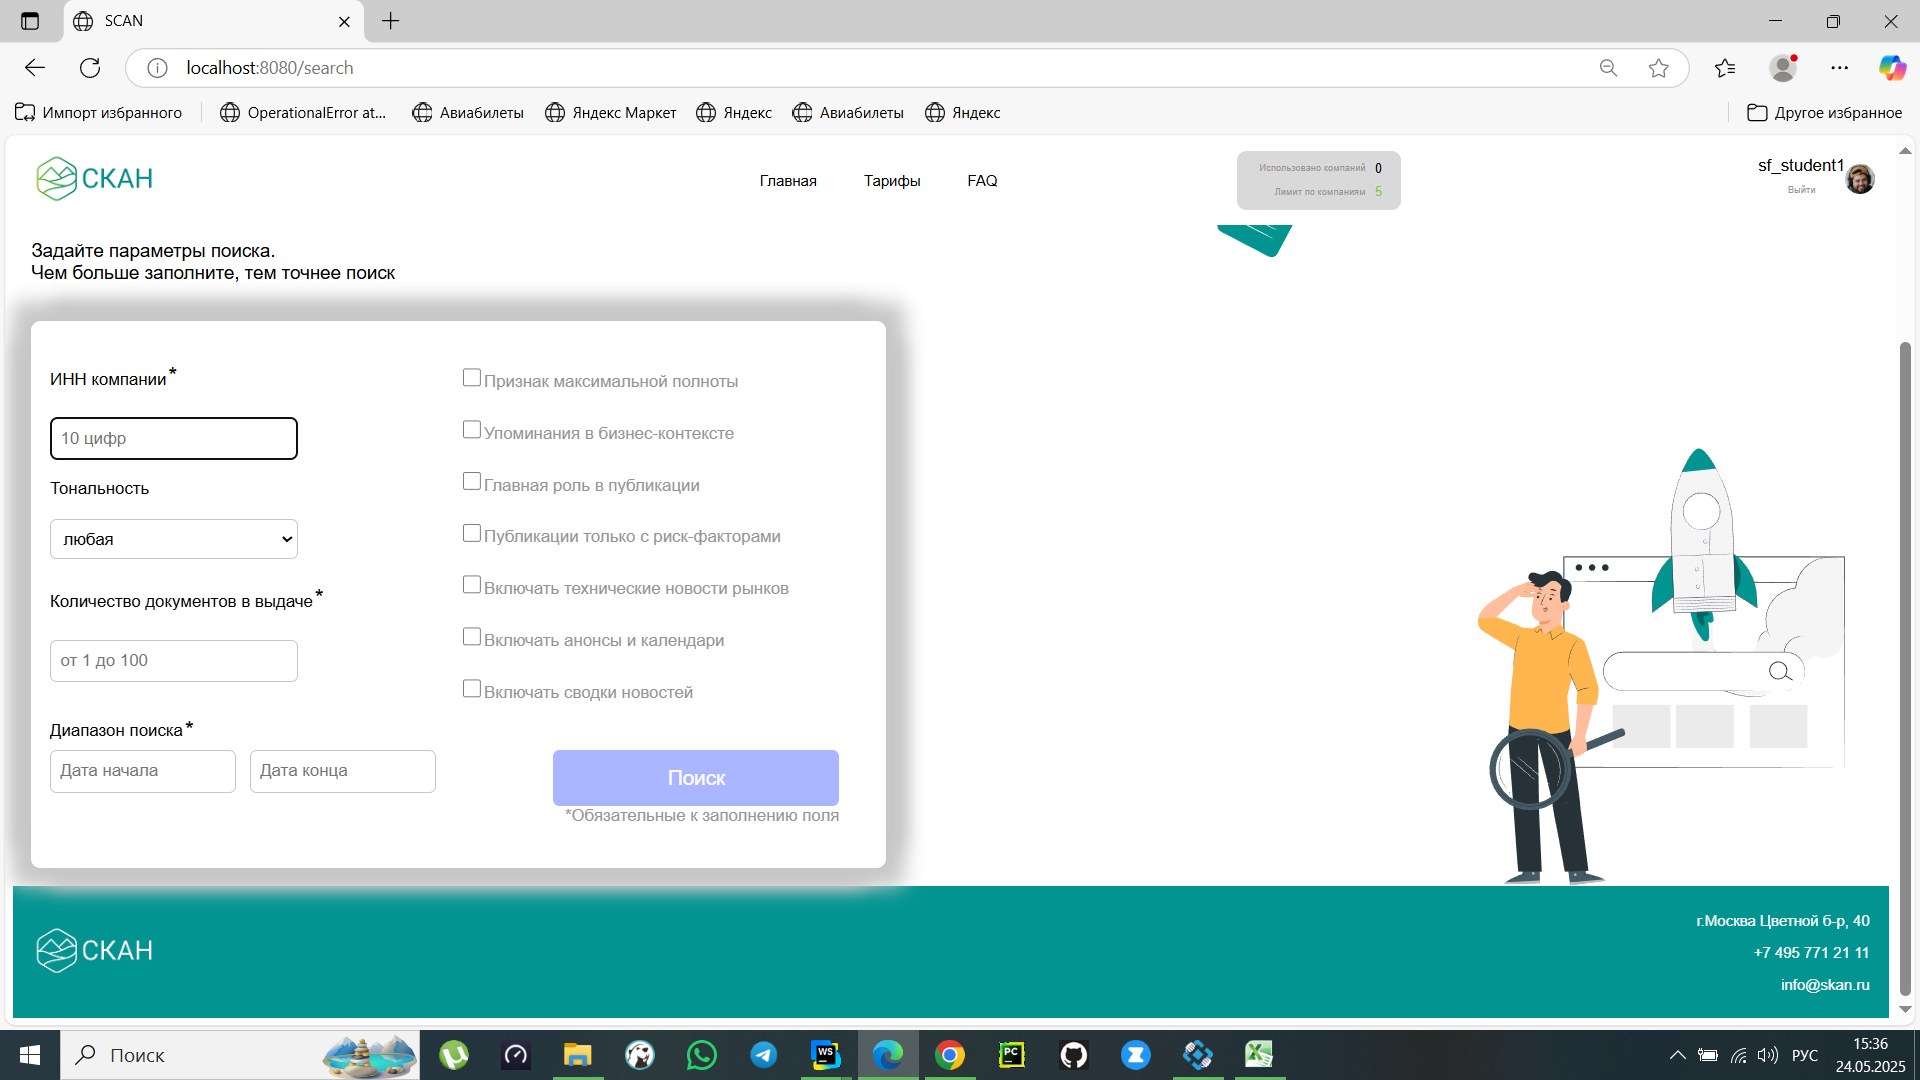 SCAN
localhost:8080/search
Импорт избранного
OperationalError at...
Авиабилеты
Яндекс Маркет
Яндекс
Авиабилеты
Яндекс
Другое избранное
СКАН
Главная
Тарифы
FAQ
Использовано компаний 0
Лимит по компаниям 5
sf_student1
Выйти
Задайте параметры поиска.
Чем больше заполните, тем точнее поиск
ИНН компании*
10 цифр
Тональность
любая
Количество документов в выдаче*
от 1 до 100
Диапазон поиска*
Дата начала
Дата конца
Признак максимальной полноты
Упоминания в бизнес-контексте
Главная роль в публикации
Публикации только с риск-факторами
Включать технические новости рынков
Включать анонсы и календари
Включать сводки новостей
Поиск
*Обязательные к заполнению поля
СКАН
г.Москва Цветной б-р, 40
+7 495 771 21 11
info@skan.ru
Поиск
WS
PC
РУС
15:36
24.05.2025